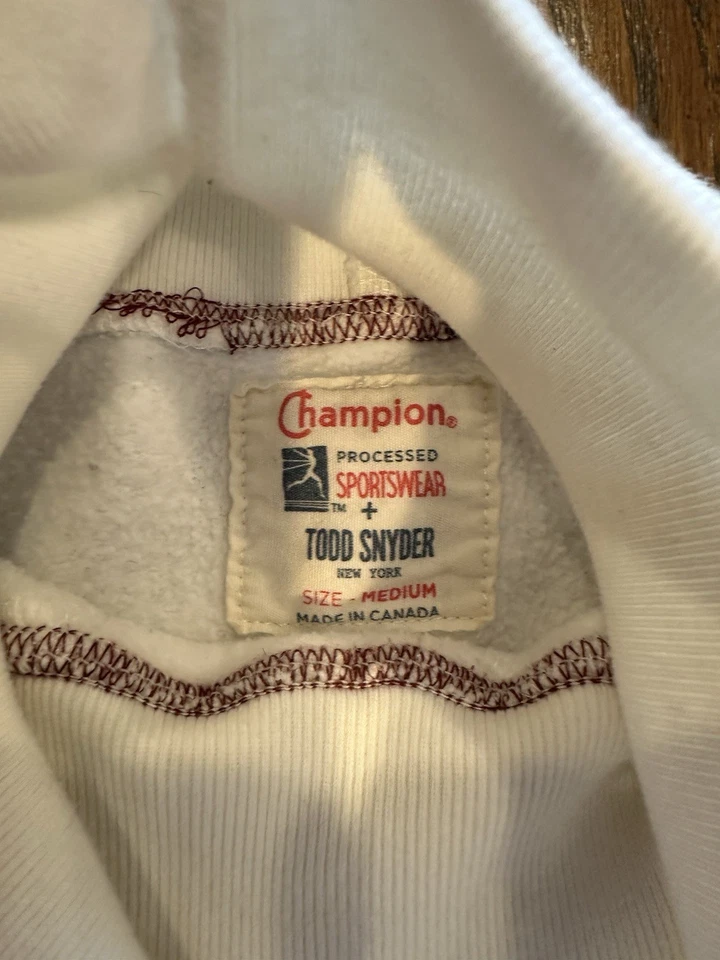 Champion®
PROCESSED
SPORTSWEAR
™ +
TODD SNYDER
NEW YORK
SIZE - MEDIUM
MADE IN CANADA